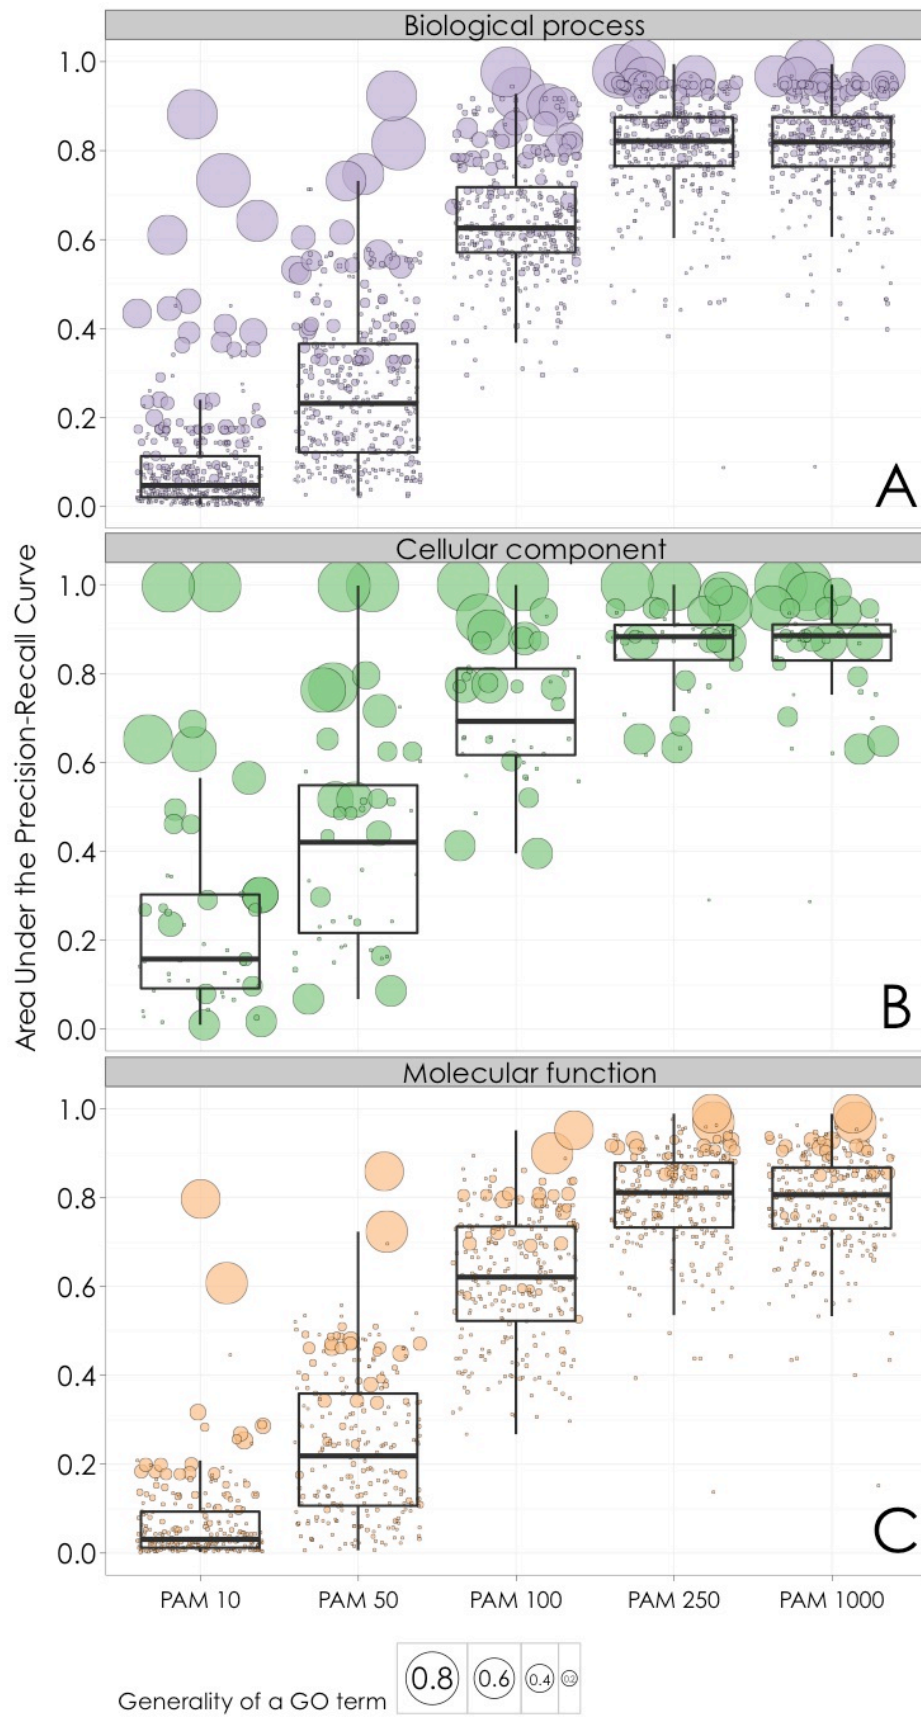 Biological process
1.0
0.8
0.6
0.4
0.2
0.0
A
Area Under the Precision-Recall Curve
Cellular component
1.0
0.8
0.6
0.4
0.2
0.0
B
Molecular function
1.0
0.8
0.6
0.4
0.2
0.0
C
PAM 10 PAM 50 PAM 100 PAM 250 PAM 1000
Generality of a GO term 0.8 0.6 0.4 0.2